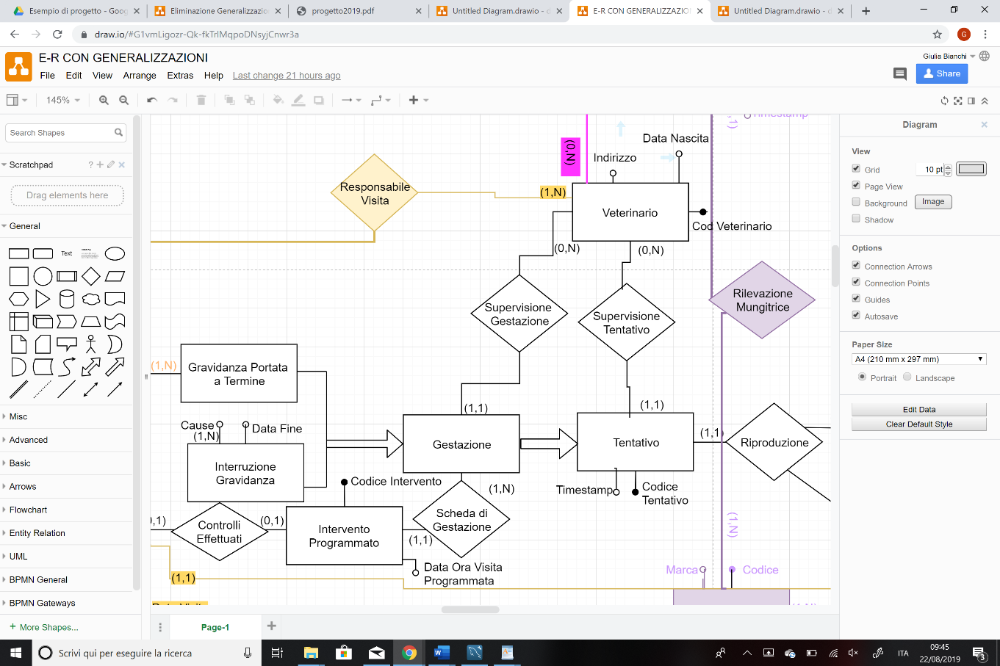 Esempio di progetto - Goog
Eliminazione Generalizzazio
progetto2019.pdf
Untitled Diagram.drawio - d
E-R CON GENERALIZZAZIO
Untitled Diagram.drawio - d
draw.io/#G1vmLigozr-Qk-fkTrlMqpoDNsyjCnwr3a
G
E-R CON GENERALIZZAZIONI
Giulia Bianchi
File Edit View Arrange Extras Help Last change 21 hours ago
Share
145%
Search Shapes
Scratchpad
?
Drag elements here
General
Text
Misc
Advanced
Basic
Arrows
Flowchart
Entity Relation
UML
BPMN General
BPMN Gateways
+ More Shapes...
Timestamp
Data Nascita
(0,N)
Indirizzo
Responsabile
Visita
(1,N)
Veterinario
Cod Veterinario
(0,N)
(0,N)
Rilevazione
Mungitrice
Supervisione
Gestazione
Supervisione
Tentativo
(1,N)
Gravidanza Portata
a Termine
(1,1)
(1,1)
Cause
(1,N)
Data Fine
Gestazione
Tentativo
(1,1)
Riproduzione
Interruzione
Gravidanza
Codice Intervento
(1,N)
Timestamp
Codice
Tentativo
Controlli
Effettuati
(0,1)
Intervento
Programmato
Scheda di
Gestazione
(1,1)
(1,N)
Data Ora Visita
Programmata
(1,1)
Marca
Codice
Page-1
Diagram
View
Grid
10 pt
Page View
Background
Image
Shadow
Options
Connection Arrows
Connection Points
Guides
Autosave
Paper Size
A4 (210 mm x 297 mm)
Portrait
Landscape
Edit Data
Clear Default Style
Scrivi qui per eseguire la ricerca
ITA
09:45
22/08/2019
3